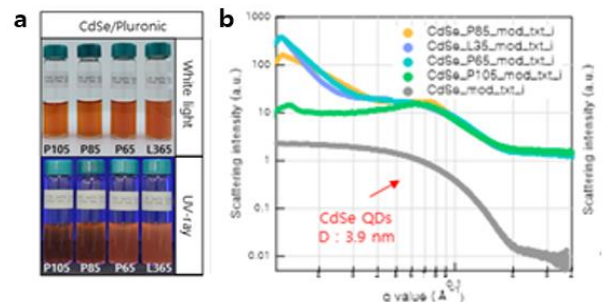 a
CdSe/Pluronic
White light
P105 P85 P65 L365
UV-ray
P105 P85 P65 L365
b
1000
100
10
1
0.1
0.01
Scattering intensity (a.u.)
CdSe_P85_mod_txt_i
CdSe_L35_mod_txt_i
CdSe_P65_mod_txt_i
CdSe_P105_mod_txt_i
CdSe_mod_txt_i
CdSe QDs
D : 3.9 nm
q value (Å
Scattering intensity (a.u.)